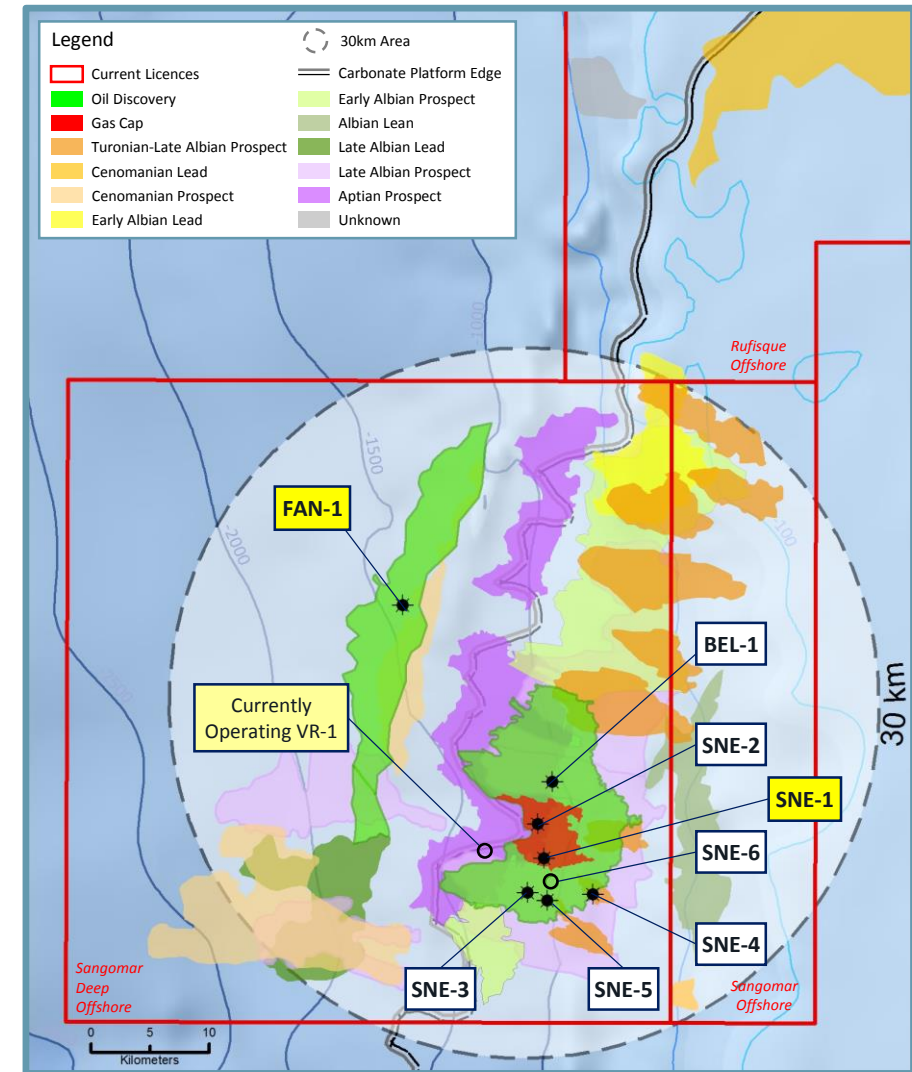 Legend
30km Area
Current Licences
Carbonate Platform Edge
Oil Discovery
Early Albian Prospect
Gas Cap
Albian Lean
Turonian-Late Albian Prospect
Late Albian Lead
Cenomanian Lead
Late Albian Prospect
Cenomanian Prospect
Aptian Prospect
Early Albian Lead
Unknown
-1000
Rufisque
Offshore
-1500
FAN-1
-2000
-100
BEL-1
-2500
Currently
Operating VR-1
30 km
SNE-2
SNE-1
SNE-6
SNE-4
SNE-3
SNE-5
Sangomar
Deep
Offshore
Sangomar
Offshore
0 5 10
Kilometers